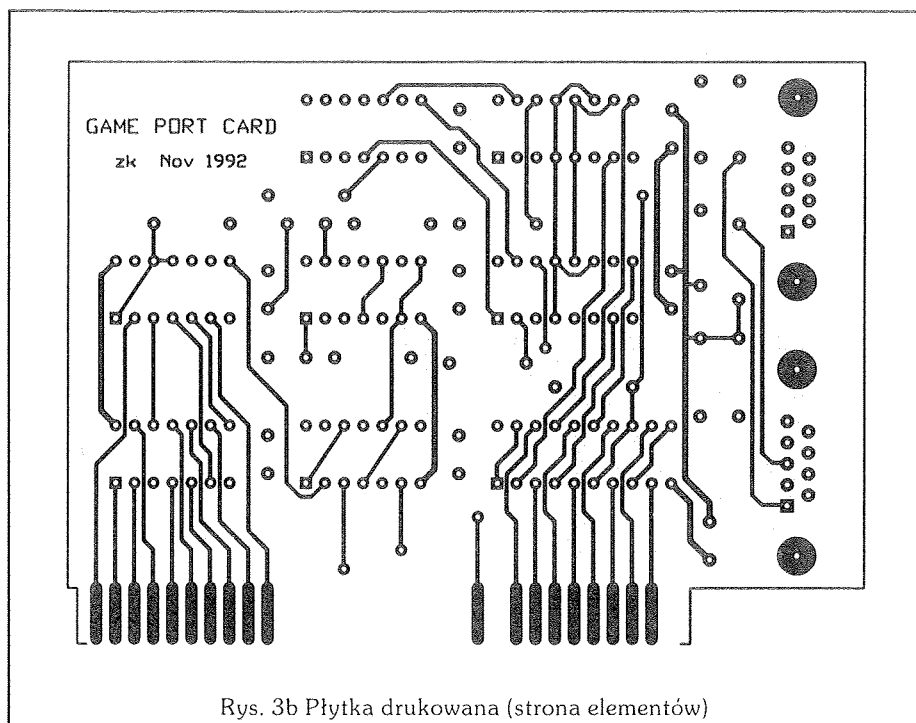 GAME PORT CARD
zk Nov 1992
Rys. 3b Płytka drukowana (strona elementów)